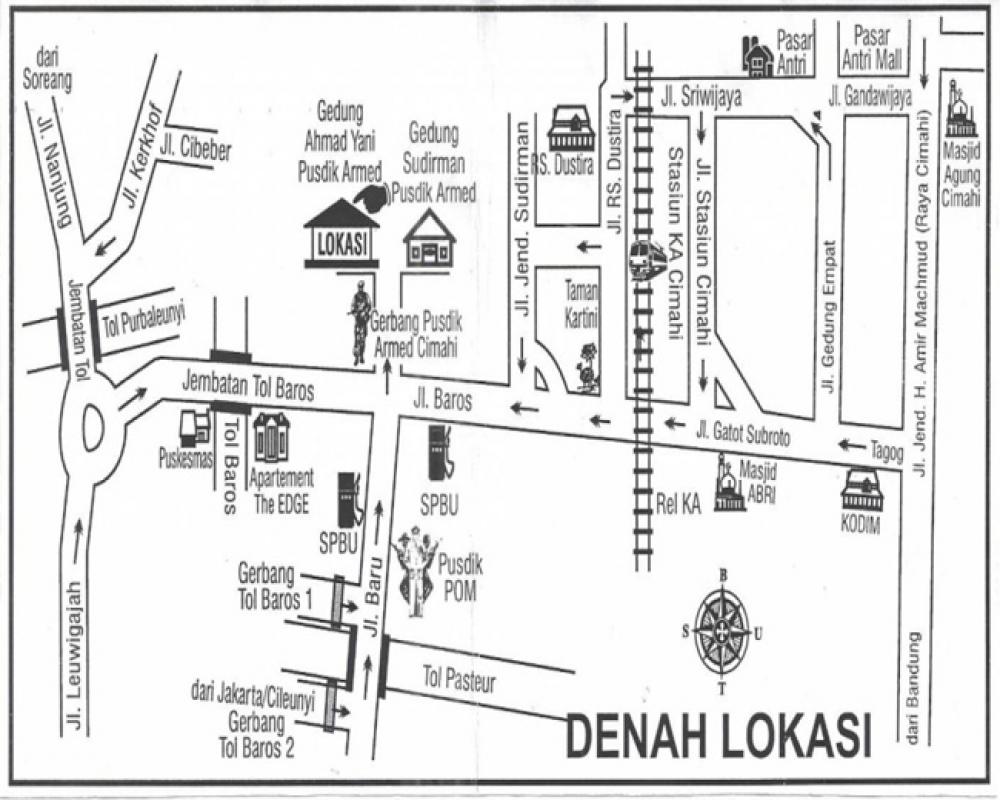 dari
Soreang
Jl. Nanjung
Jl. Kerkhof
Jl. Cibeber
Gedung
Ahmad Yani
Pusdik Armed
LOKASI
Gedung
Sudirman
Pusdik Armed
Jl. Jend. Sudirman
RS. Dustira
Jl. RS. Dustira
Pasar
Antri
Pasar
Antri Mall
Jl. Sriwijaya
Jl. Gandawijaya
Masjid
Agung
Cimahi
Stasiun KA Cimahi
Jl. Stasiun Cimahi
Jl. Gedung Empat
Jl. Jend. H. Amir Machmud (Raya Cimahi)
Jembatan Tol
Tol Purbaleunyi
Taman
Kartini
Gerbang Pusdik
Armed Cimahi
Jembatan Tol Baros
Jl. Baros
Jl. Gatot Subroto
Tagog
Puskesmas
Tol Baros
Apartement
The EDGE
SPBU
SPBU
Rel KA
Masjid
ABRI
KODIM
Gerbang
Tol Baros 1
Jl. Baru
Pusdik
POM
Jl. Leuwigajah
Tol Pasteur
dari Jakarta/Cileunyi
Gerbang
Tol Baros 2
B
S
U
T
dari Bandung
DENAH LOKASI